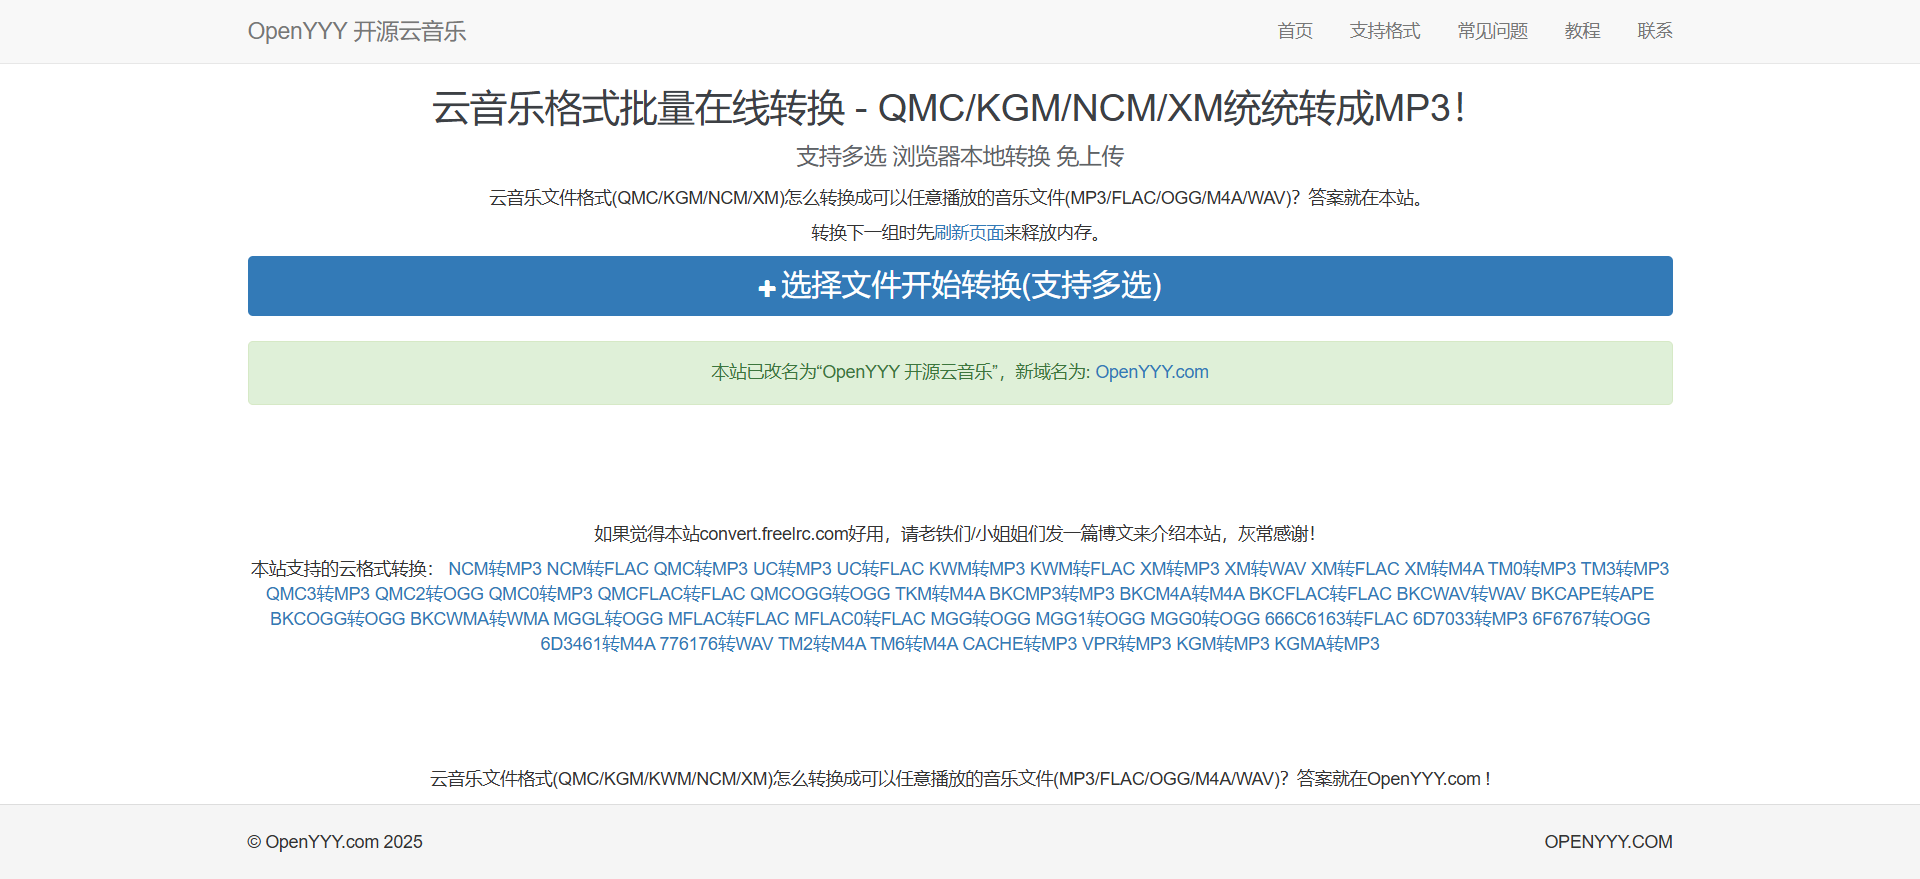 OpenYYY 开源云音乐
首页 支持格式 常见问题 教程 联系
云音乐格式批量在线转换 - QMC/KGM/NCM/XM统统转成MP3！
支持多选 浏览器本地转换 免上传
云音乐文件格式(QMC/KGM/NCM/XM)怎么转换成可以任意播放的音乐文件(MP3/FLAC/OGG/M4A/WAV)？答案就在本站。
转换下一组时先刷新页面来释放内存。
+选择文件开始转换(支持多选)
本站已改名为“OpenYYY 开源云音乐”，新域名为: OpenYYY.com
如果觉得本站convert.freelrc.com好用，请老铁们/小姐姐们发一篇博文来介绍本站，灰常感谢！
本站支持的云格式转换： NCM转MP3 NCM转FLAC QMC转MP3 UC转MP3 UC转FLAC KWM转MP3 KWM转FLAC XM转MP3 XM转WAV XM转FLAC XM转M4A TM0转MP3 TM3转MP3
QMC3转MP3 QMC2转OGG QMC0转MP3 QMCFLAC转FLAC QMCOGG转OGG TKM转M4A BKCMP3转MP3 BKCM4A转M4A BKCFLAC转FLAC BKCWAV转WAV BKCAPE转APE
BKCOGG转OGG BKCWMA转WMA MGGL转OGG MFLAC转FLAC MFLAC0转FLAC MGG转OGG MGG1转OGG MGG0转OGG 666C6163转FLAC 6D7033转MP3 6F6767转OGG
6D3461转M4A 776176转WAV TM2转M4A TM6转M4A CACHE转MP3 VPR转MP3 KGM转MP3 KGMA转MP3
云音乐文件格式(QMC/KGM/KWM/NCM/XM)怎么转换成可以任意播放的音乐文件(MP3/FLAC/OGG/M4A/WAV)？答案就在OpenYYY.com！
© OpenYYY.com 2025
OPENYYY.COM